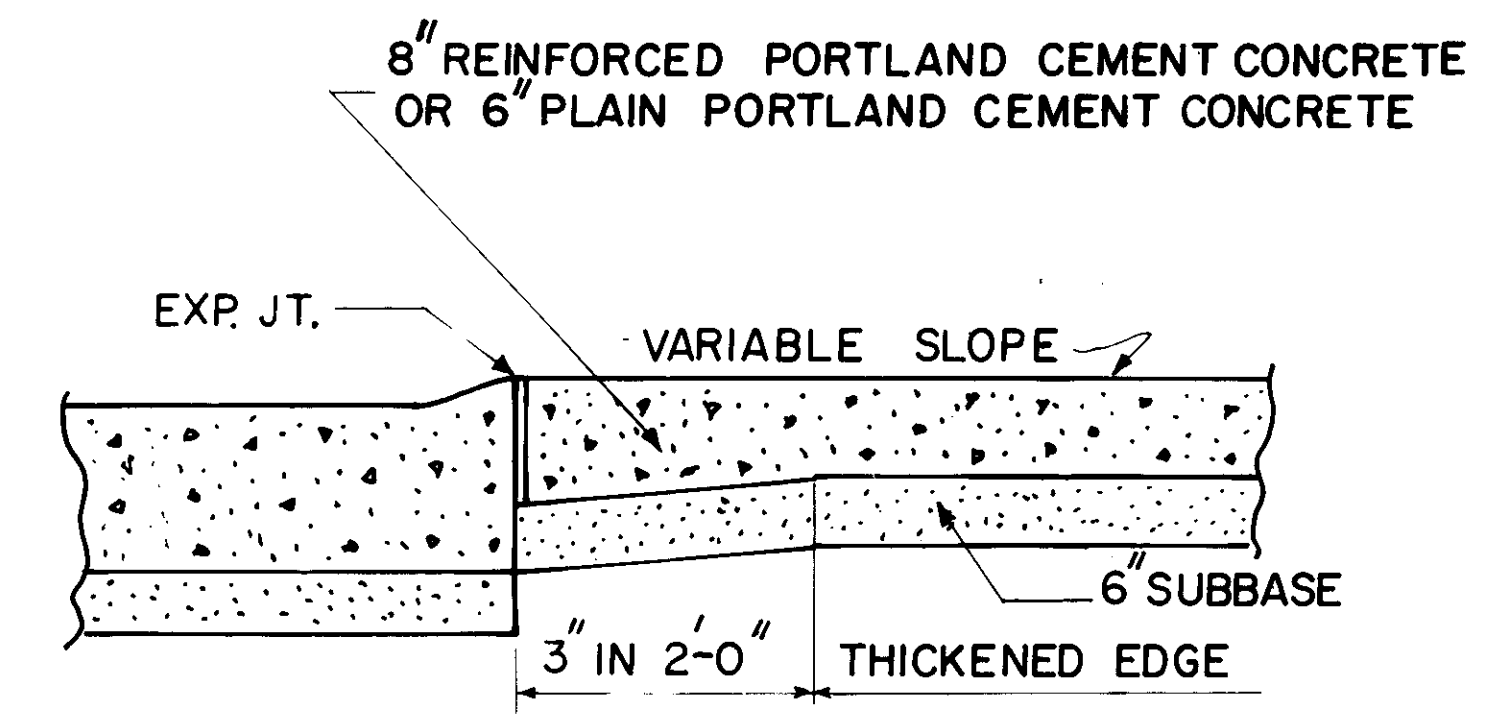 8" REINFORCED PORTLAND CEMENT CONCRETE
OR 6" PLAIN PORTLAND CEMENT CONCRETE
EXP. JT.
VARIABLE SLOPE
6" SUBBASE
3" IN 2'-0"
THICKENED EDGE